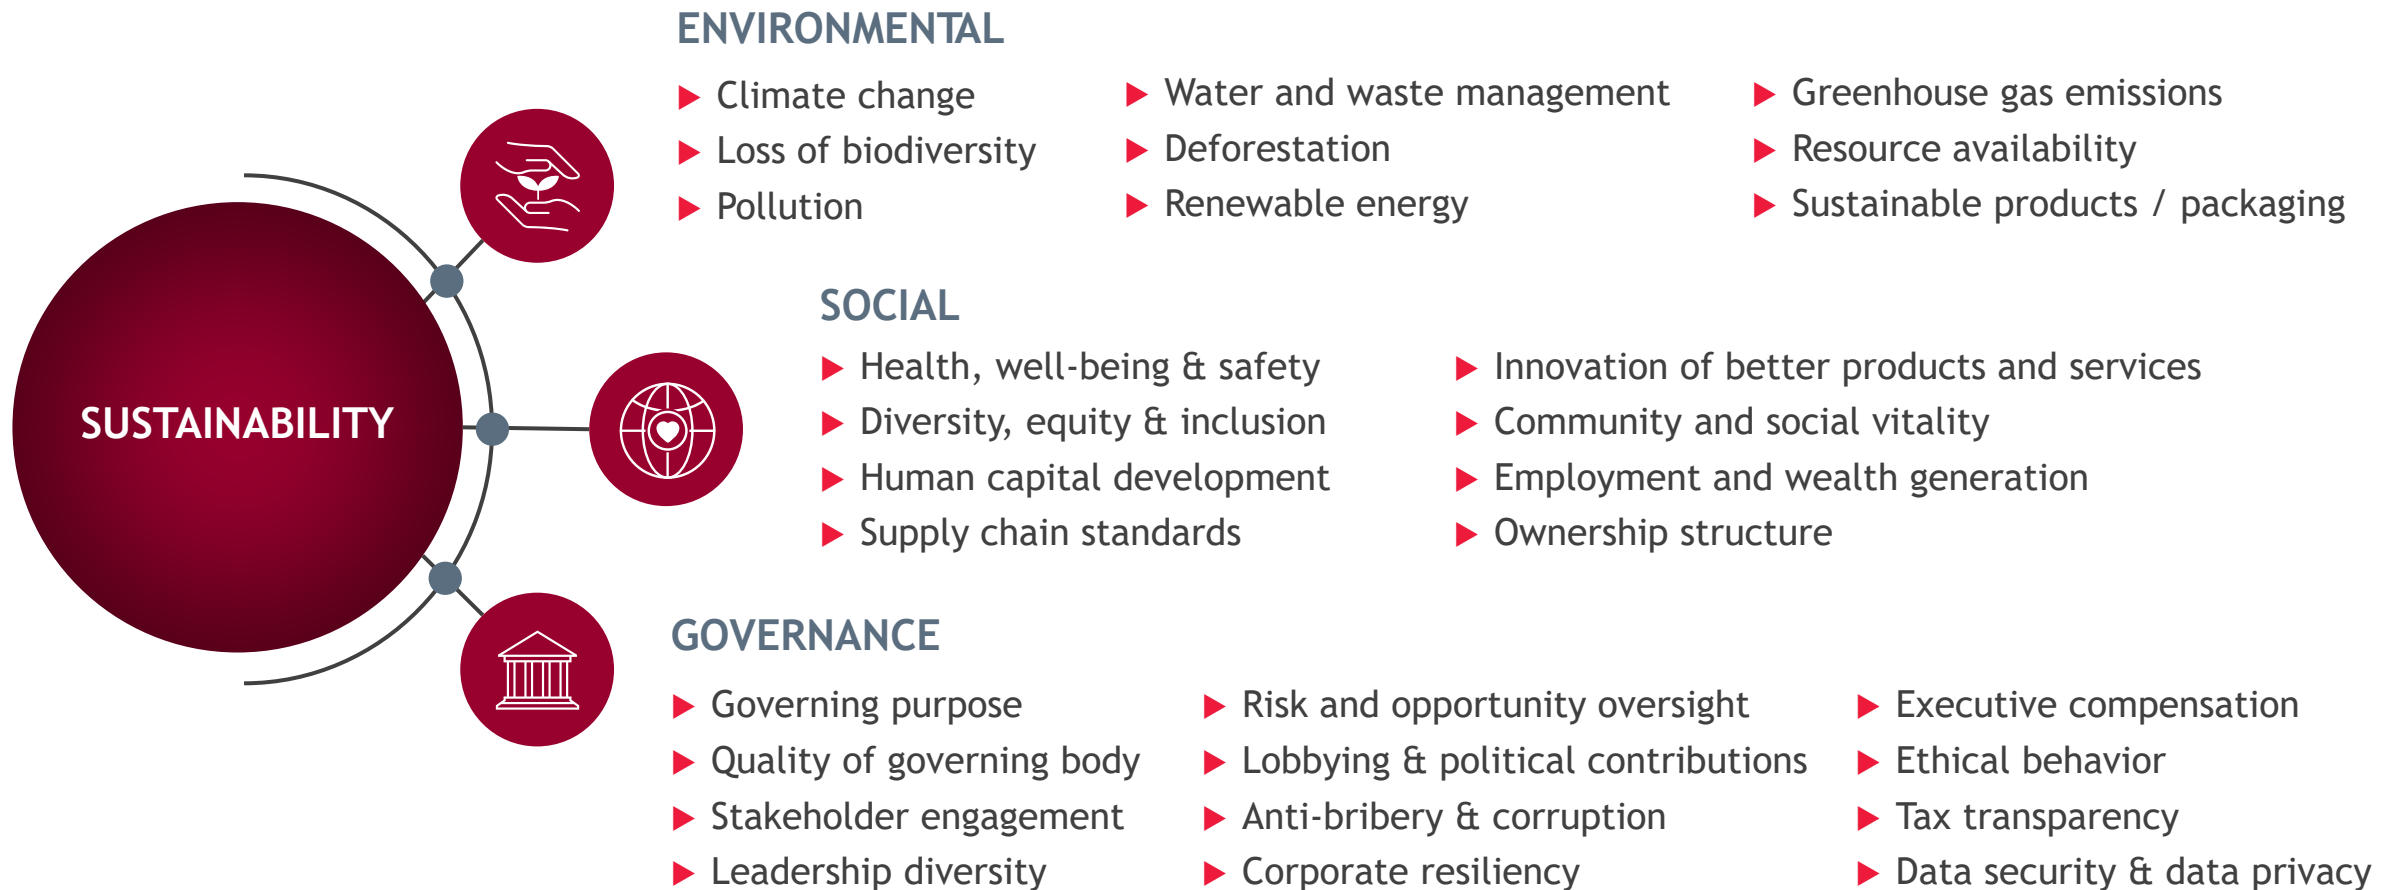 SUSTAINABILITY
ENVIRONMENTAL
Climate change
Loss of biodiversity
Pollution
Water and waste management
Deforestation
Renewable energy
Greenhouse gas emissions
Resource availability
Sustainable products / packaging
SOCIAL
Health, well-being & safety
Diversity, equity & inclusion
Human capital development
Supply chain standards
Innovation of better products and services
Community and social vitality
Employment and wealth generation
Ownership structure
GOVERNANCE
Governing purpose
Quality of governing body
Stakeholder engagement
Leadership diversity
Risk and opportunity oversight
Lobbying & political contributions
Anti-bribery & corruption
Corporate resiliency
Executive compensation
Ethical behavior
Tax transparency
Data security & data privacy